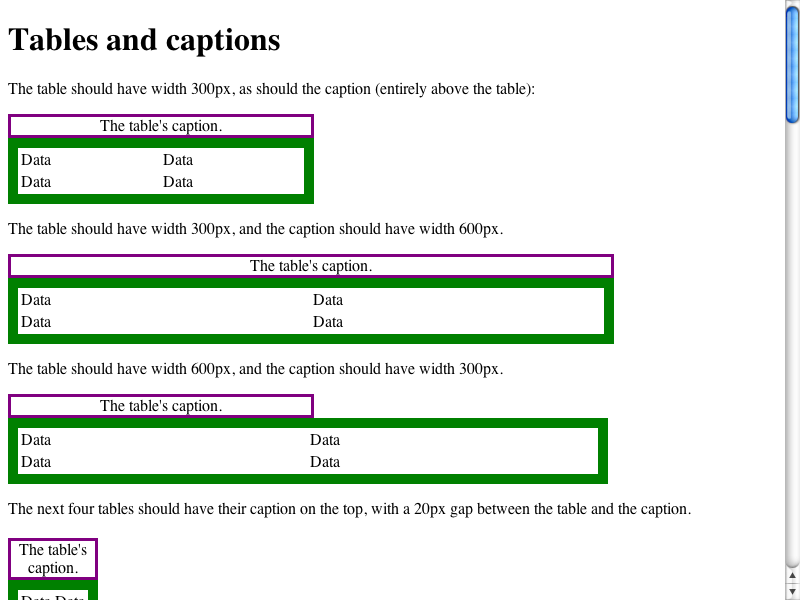 Tables and captions
The table should have width 300px, as should the caption (entirely above the table):
The table's caption.
Data Data
Data Data
The table should have width 300px, and the caption should have width 600px.
The table's caption.
Data Data
Data Data
The table should have width 600px, and the caption should have width 300px.
The table's caption.
Data Data
Data Data
The next four tables should have their caption on the top, with a 20px gap between the table and the caption.
The table's
caption.
Data Data